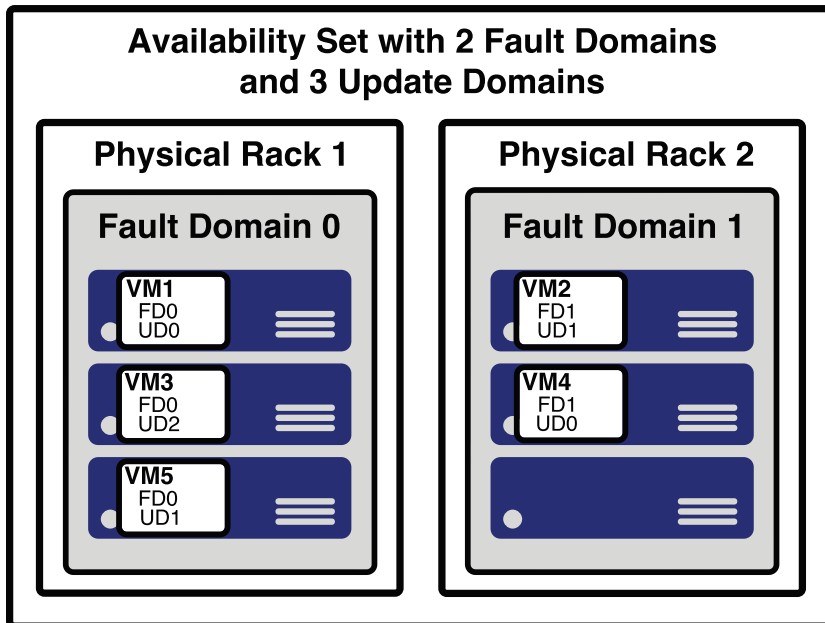 Availability Set with 2 Fault Domains
and 3 Update Domains
Physical Rack 1
Fault Domain 0
VM1
FD0
UD0
VM3
FD0
UD2
VM5
FD0
UD1
Physical Rack 2
Fault Domain 1
VM2
FD1
UD1
VM4
FD1
UD0